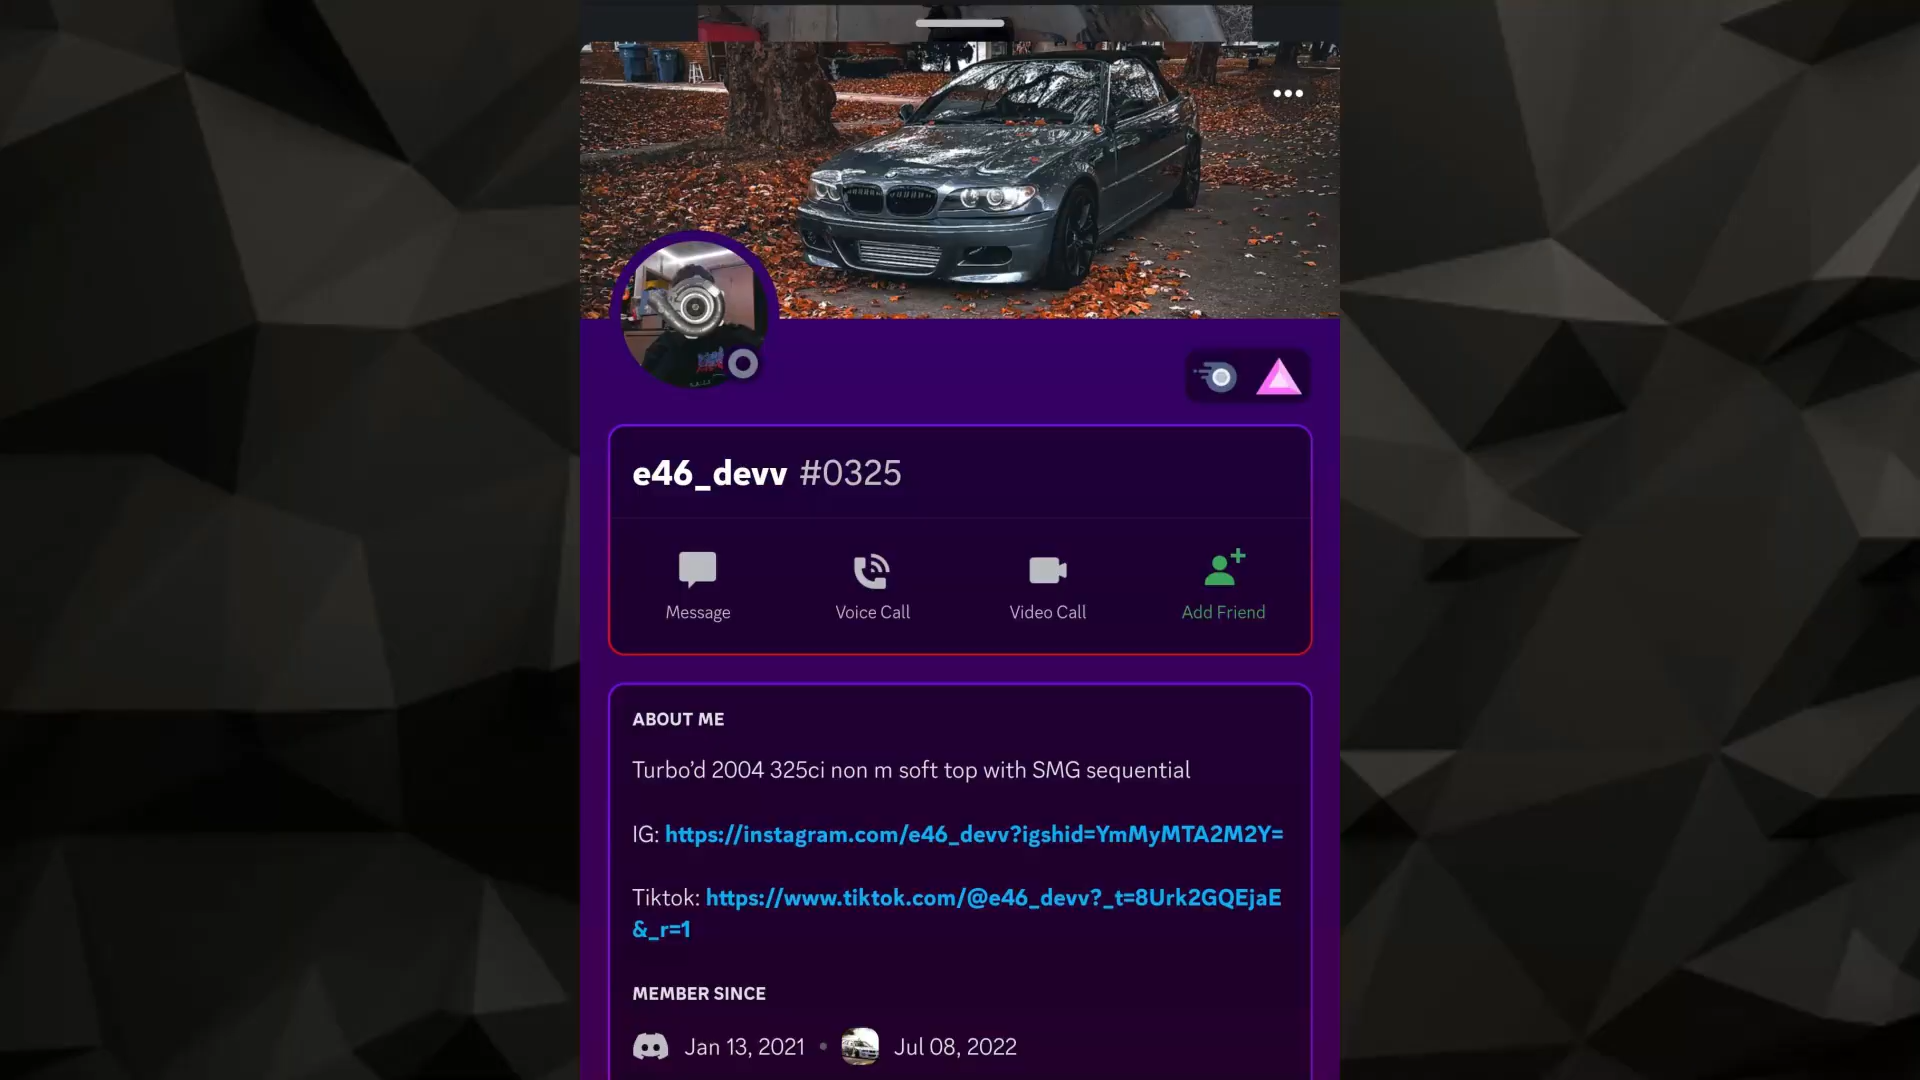 e46_devv #0325
Message Voice Call Video Call Add Friend
ABOUT ME
Turbo’d 2004 325ci non m soft top with SMG sequential
IG: https://instagram.com/e46_devv?igshid=YmMyMTA2M2Y=
Tiktok: https://www.tiktok.com/@e46_devv?_t=8Urk2GQEjaE
&_r=1
MEMBER SINCE
Jan 13, 2021 • Jul 08, 2022